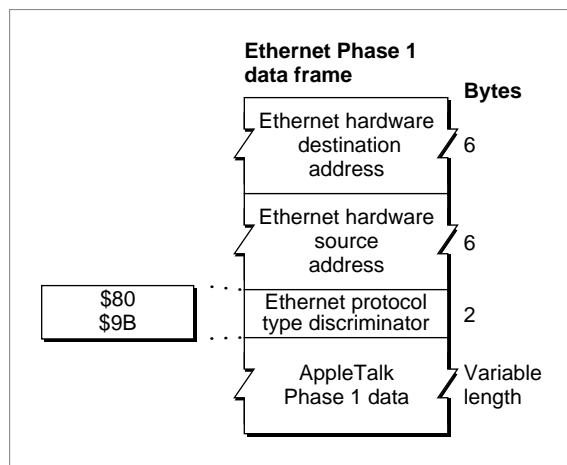 Ethernet Phase 1
data frame
Bytes
Ethernet hardware
destination
address
6
Ethernet hardware
source
address
6
$80
$9B
Ethernet protocol
type discriminator
2
AppleTalk
Phase 1 data
Variable
length